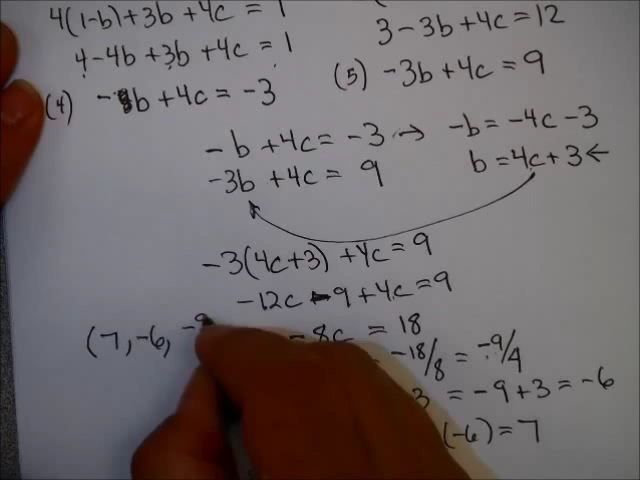 4(1-b)+3b+4c = 1
4-4b+3b+4c = 1
(4) -b+4c = -3
3-3b+4c = 12
(5) -3b+4c = 9
-b+4c = -3 → -b = -4c-3
-3b+4c = 9
b = 4c+3 ←
-3(4c+3)+4c = 9
-12c-9+4c = 9
-8c = 18
(7, -6, -9
-18/8 = -9/4
3 = -9+3 = -6
(-6) = 7